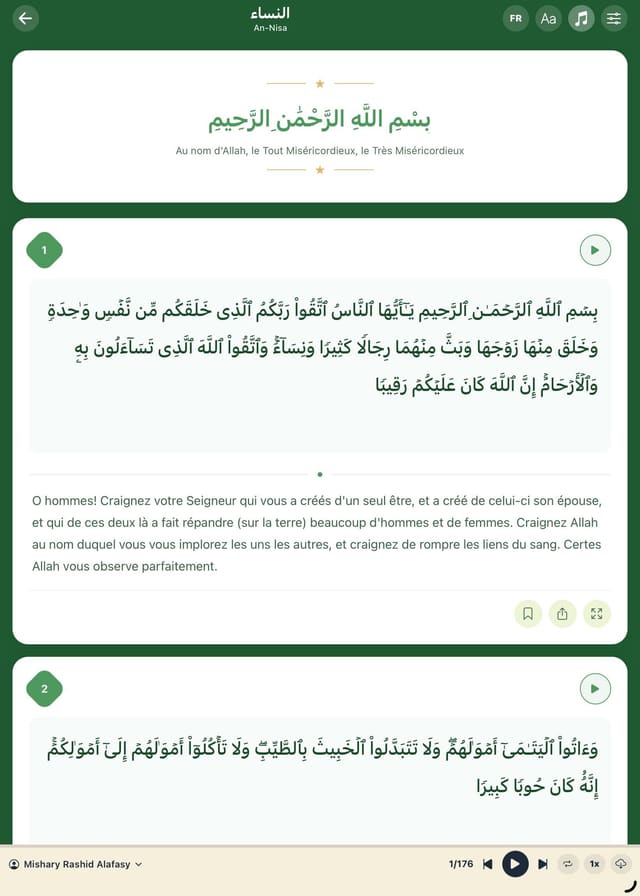 النساء
An-Nisa
FR
Aa
بِسْمِ اللَّهِ الرَّحْمَٰنِ الرَّحِيمِ
Au nom d'Allah, le Tout Miséricordieux, le Très Miséricordieux
1
بِسْمِ ٱللَّهِ ٱلرَّحْمَـٰنِ ٱلرَّحِيمِ يَـٰٓأَيُّهَا ٱلنَّاسُ ٱتَّقُوا۟ رَبَّكُمُ ٱلَّذِى خَلَقَكُم مِّن نَّفْسٍ وَٰحِدَةٍ
وَخَلَقَ مِنْهَا زَوْجَهَا وَبَثَّ مِنْهُمَا رِجَالًا كَثِيرًا وَنِسَآءً ۚ وَٱتَّقُوا۟ ٱللَّهَ ٱلَّذِى تَسَآءَلُونَ بِهِۦ
وَٱلْأَرْحَامَ ۚ إِنَّ ٱللَّهَ كَانَ عَلَيْكُمْ رَقِيبًا
O hommes! Craignez votre Seigneur qui vous a créés d'un seul être, et a créé de celui-ci son épouse,
et qui de ces deux là a fait répandre (sur la terre) beaucoup d'hommes et de femmes. Craignez Allah
au nom duquel vous vous implorez les uns les autres, et craignez de rompre les liens du sang. Certes
Allah vous observe parfaitement.
2
وَءَاتُوا۟ ٱلْيَتَـٰمَىٰٓ أَمْوَٰلَهُمْ ۖ وَلَا تَتَبَدَّلُوا۟ ٱلْخَبِيثَ بِٱلطَّيِّبِ ۖ وَلَا تَأْكُلُوٓا۟ أَمْوَٰلَهُمْ إِلَىٰٓ أَمْوَٰلِكُمْ ۚ
إِنَّهُۥ كَانَ حُوبًا كَبِيرًا
Mishary Rashid Alafasy
1/176
1x